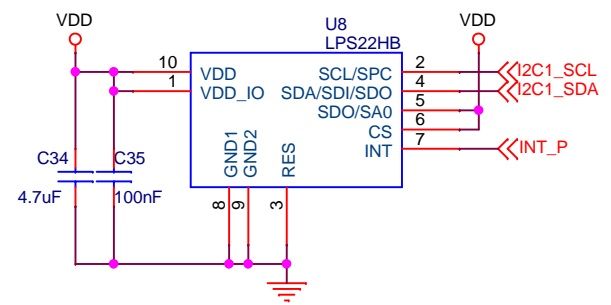 VDD
U8
LPS22HB
VDD
10
VDD
SCL/SPC
2
I2C1_SCL
1
VDD_IO
SDA/SDI/SDO
4
I2C1_SDA
SDO/SA0
5
CS
6
INT
7
INT_P
C34
C35
4.7uF
100nF
GND1
GND2
RES
8
9
3